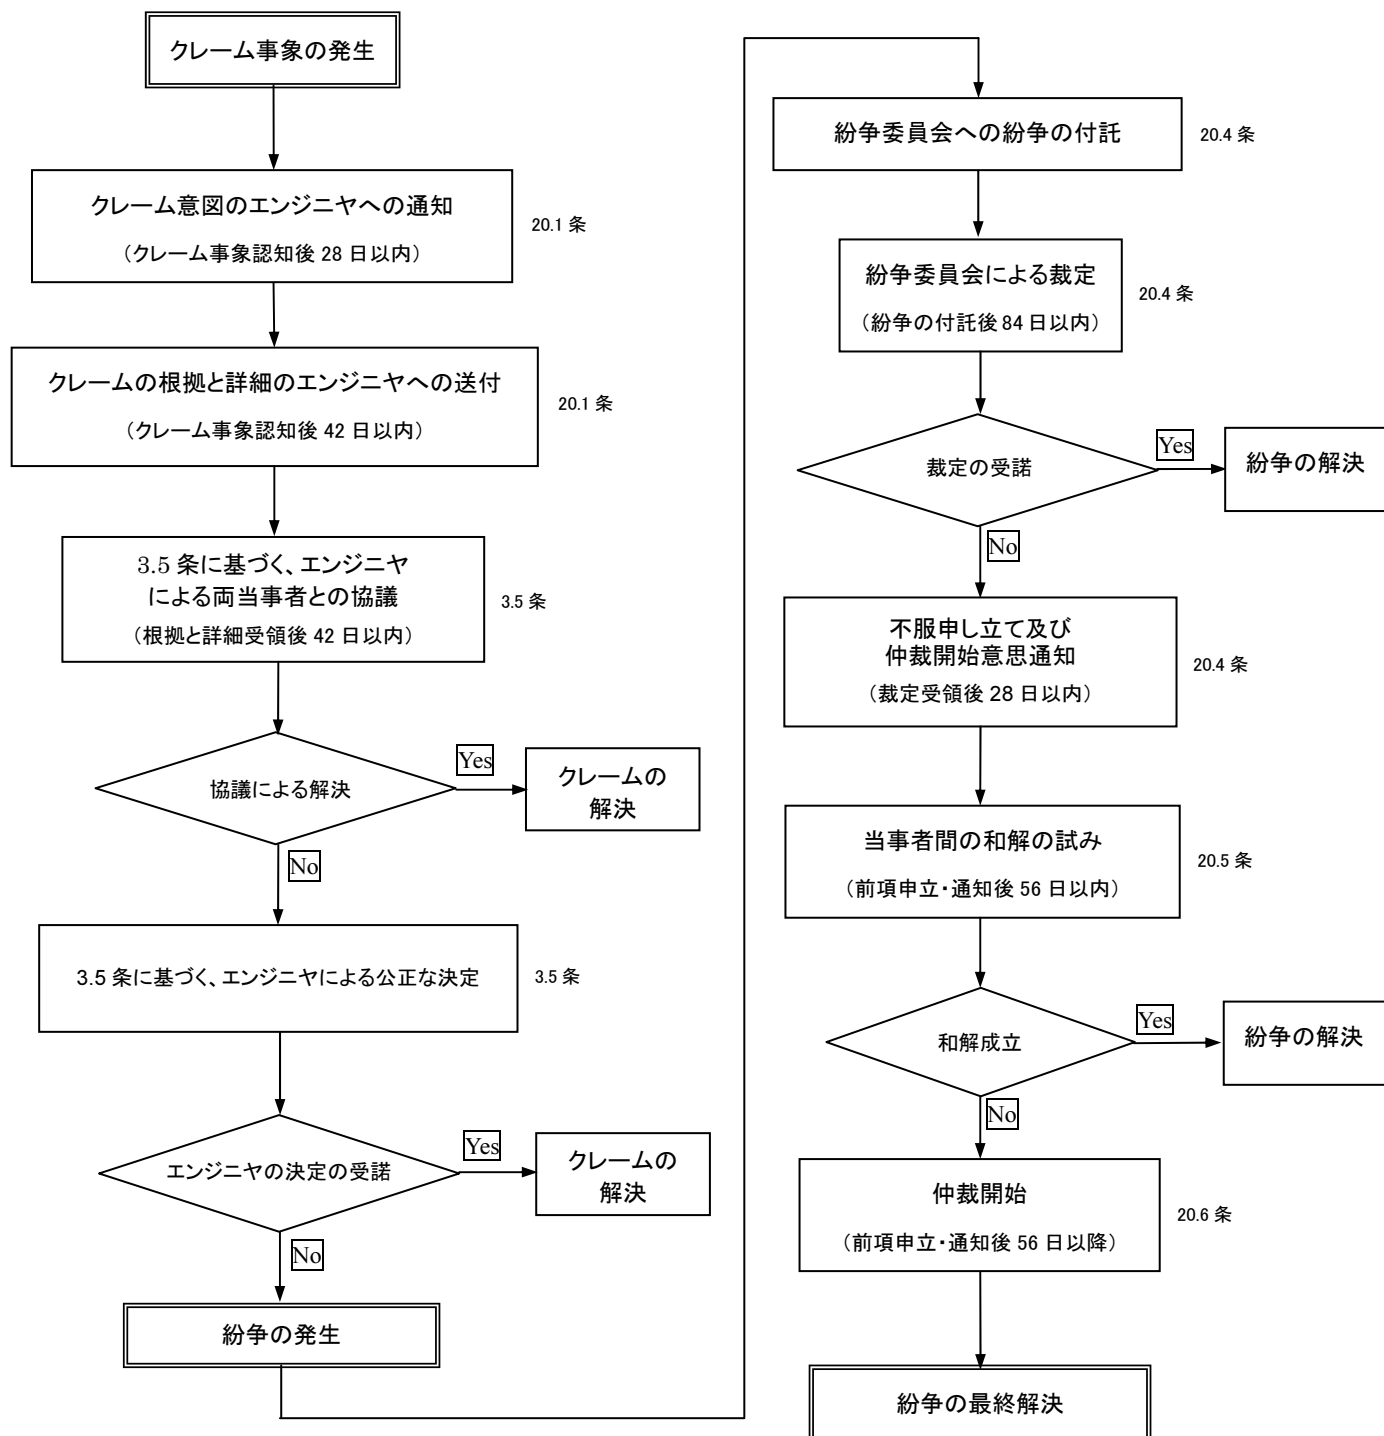 クレーム事象の発生
クレーム意図のエンジニヤへの通知
（クレーム事象認知後 28 日以内）
20.1 条
クレームの根拠と詳細のエンジニヤへの送付
（クレーム事象認知後 42 日以内）
20.1 条
3.5 条に基づく、エンジニヤ
による両当事者との協議
（根拠と詳細受領後 42 日以内）
3.5 条
協議による解決
Yes
クレームの
解決
No
3.5 条に基づく、エンジニヤによる公正な決定
3.5 条
エンジニヤの決定の受諾
Yes
クレームの
解決
No
紛争の発生
紛争委員会への紛争の付託
20.4 条
紛争委員会による裁定
（紛争の付託後 84 日以内）
20.4 条
裁定の受諾
Yes
紛争の解決
No
不服申し立て及び
仲裁開始意思通知
（裁定受領後 28 日以内）
20.4 条
当事者間の和解の試み
（前項申立・通知後 56 日以内）
20.5 条
和解成立
Yes
紛争の解決
No
仲裁開始
（前項申立・通知後 56 日以降）
20.6 条
紛争の最終解決